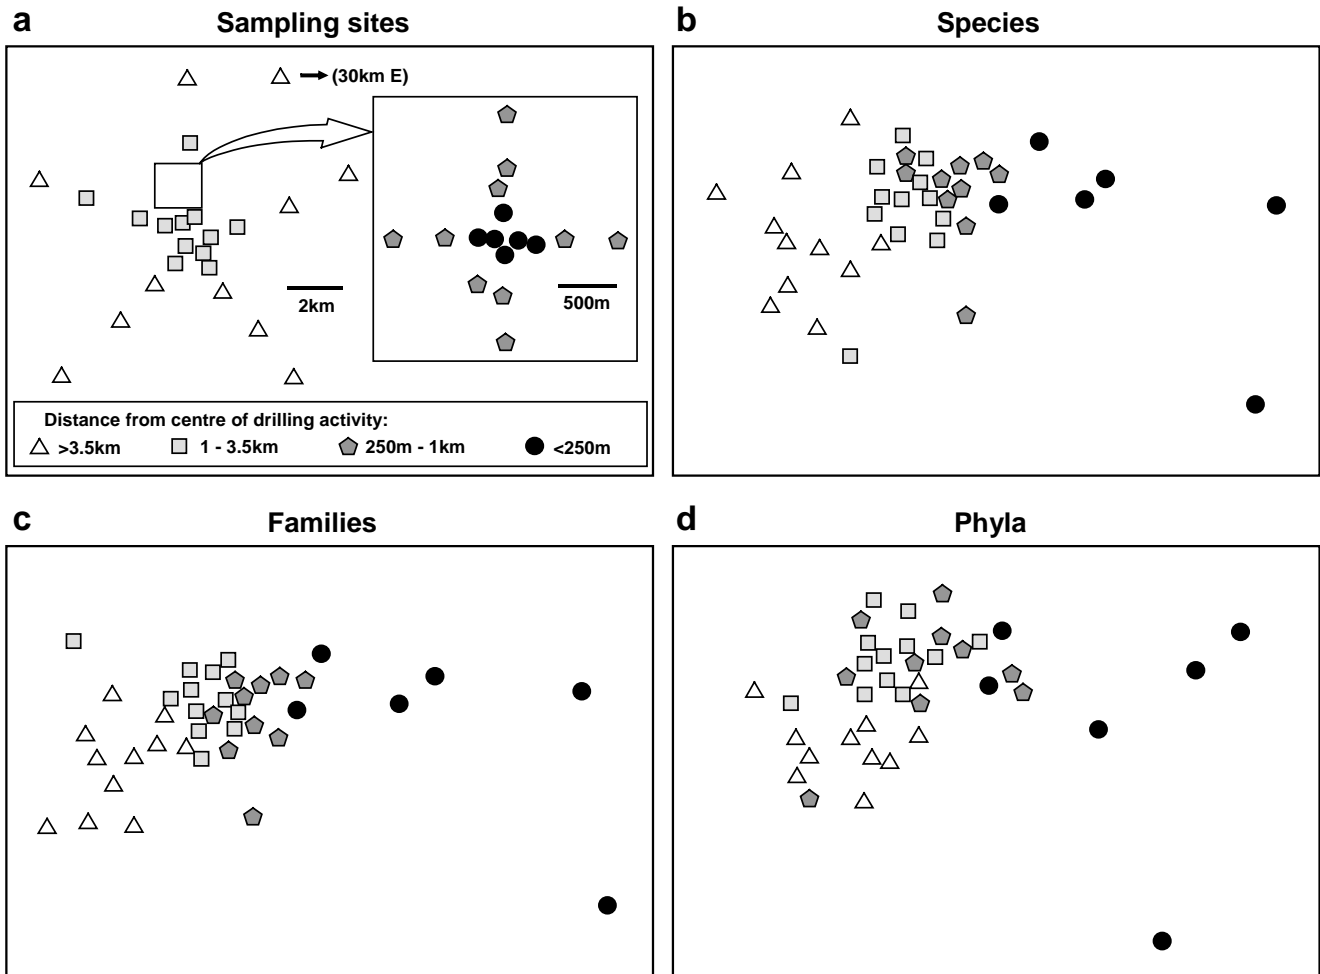 a
Sampling sites
(30km E)
2km
500m
Distance from centre of drilling activity:
>3.5km
1 - 3.5km
250m - 1km
<250m
b
Species
c
Families
d
Phyla